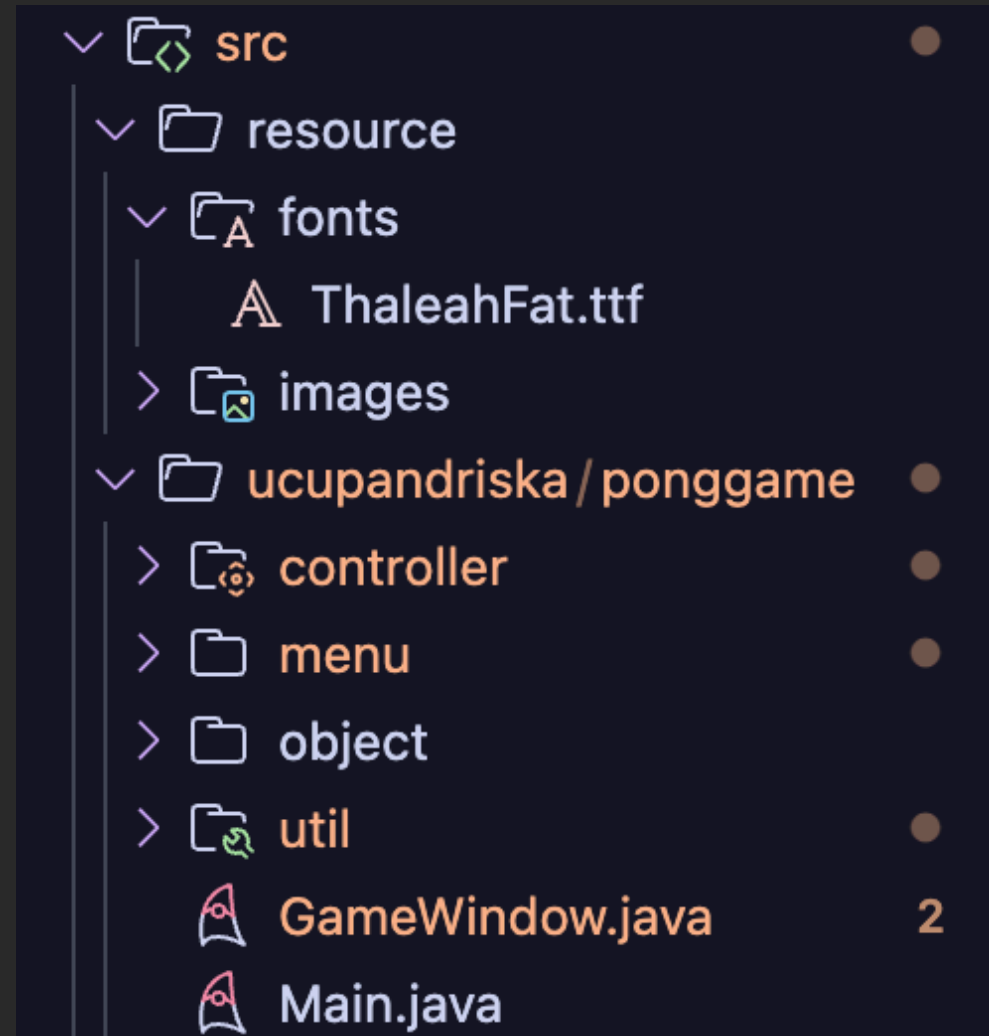 src
resource
fonts
ThaleahFat.ttf
images
ucupandriska/ponggame
controller
menu
object
util
GameWindow.java 2
Main.java